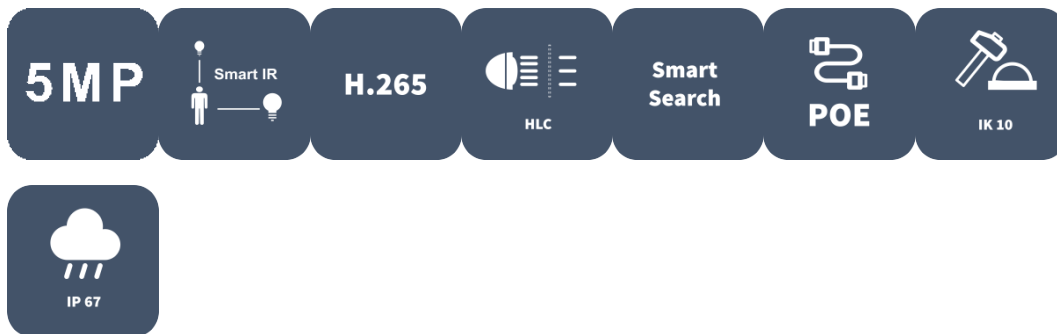 5MP
Smart IR
H.265
HLC
Smart
Search
POE
IK 10
IP 67